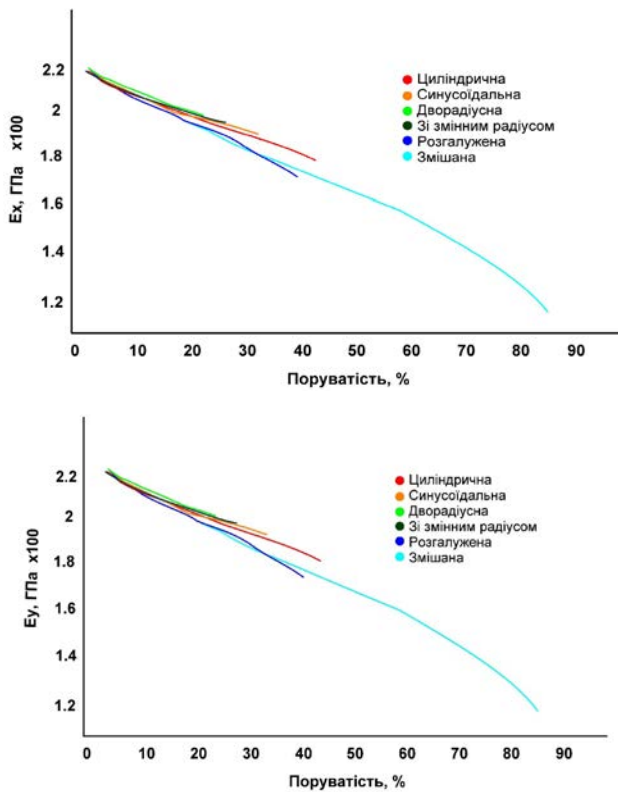 Ex, ГПа х100
2.2
2
1.8
1.6
1.4
1.2
Циліндрична
Синусоїдальна
Дворадіусна
Зі змінним радіусом
Розгалужена
Змішана
0 10 20 30 40 50 60 70 80 90
Поруватість, %
Ey, ГПа х100
2.2
2
1.8
1.6
1.4
1.2
Циліндрична
Синусоїдальна
Дворадіусна
Зі змінним радіусом
Розгалужена
Змішана
0 10 20 30 40 50 60 70 80 90
Поруватість, %